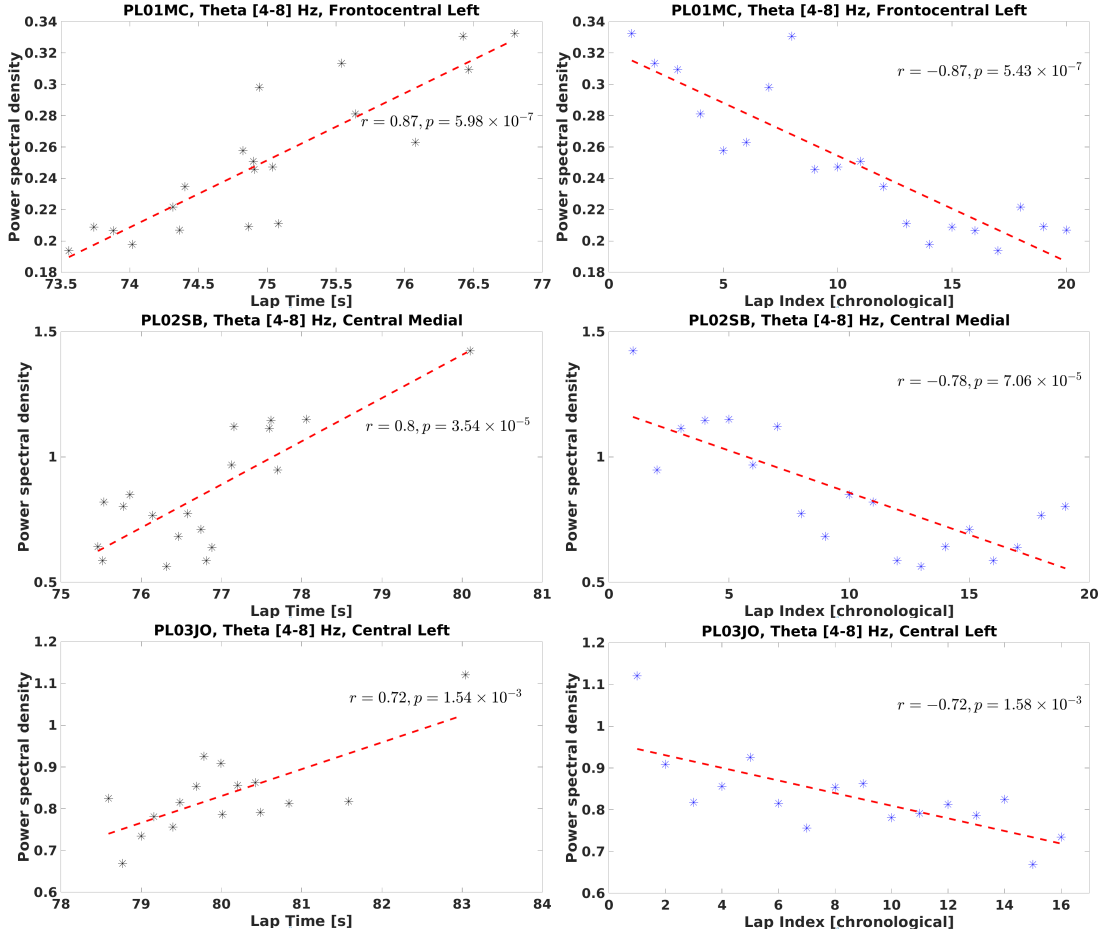 PL01MC, Theta [4-8] Hz, Frontocentral Left
Power spectral density
0.34
0.32
0.3
0.28
0.26
0.24
0.22
0.2
0.18
r = 0.87, p = 5.98 × 10⁻⁷
73.5 74 74.5 75 75.5 76 76.5 77
Lap Time [s]
PL01MC, Theta [4-8] Hz, Frontocentral Left
Power spectral density
0.34
0.32
0.3
0.28
0.26
0.24
0.22
0.2
0.18
r = −0.87, p = 5.43 × 10⁻⁷
0 5 10 15 20
Lap Index [chronological]
PL02SB, Theta [4-8] Hz, Central Medial
Power spectral density
1.5
1
0.5
r = 0.8, p = 3.54 × 10⁻⁵
75 76 77 78 79 80 81
Lap Time [s]
PL02SB, Theta [4-8] Hz, Central Medial
Power spectral density
1.5
1
0.5
r = −0.78, p = 7.06 × 10⁻⁵
0 5 10 15 20
Lap Index [chronological]
PL03JO, Theta [4-8] Hz, Central Left
Power spectral density
1.2
1.1
1
0.9
0.8
0.7
0.6
r = 0.72, p = 1.54 × 10⁻³
78 79 80 81 82 83 84
Lap Time [s]
PL03JO, Theta [4-8] Hz, Central Left
Power spectral density
1.2
1.1
1
0.9
0.8
0.7
0.6
r = −0.72, p = 1.58 × 10⁻³
0 2 4 6 8 10 12 14 16
Lap Index [chronological]